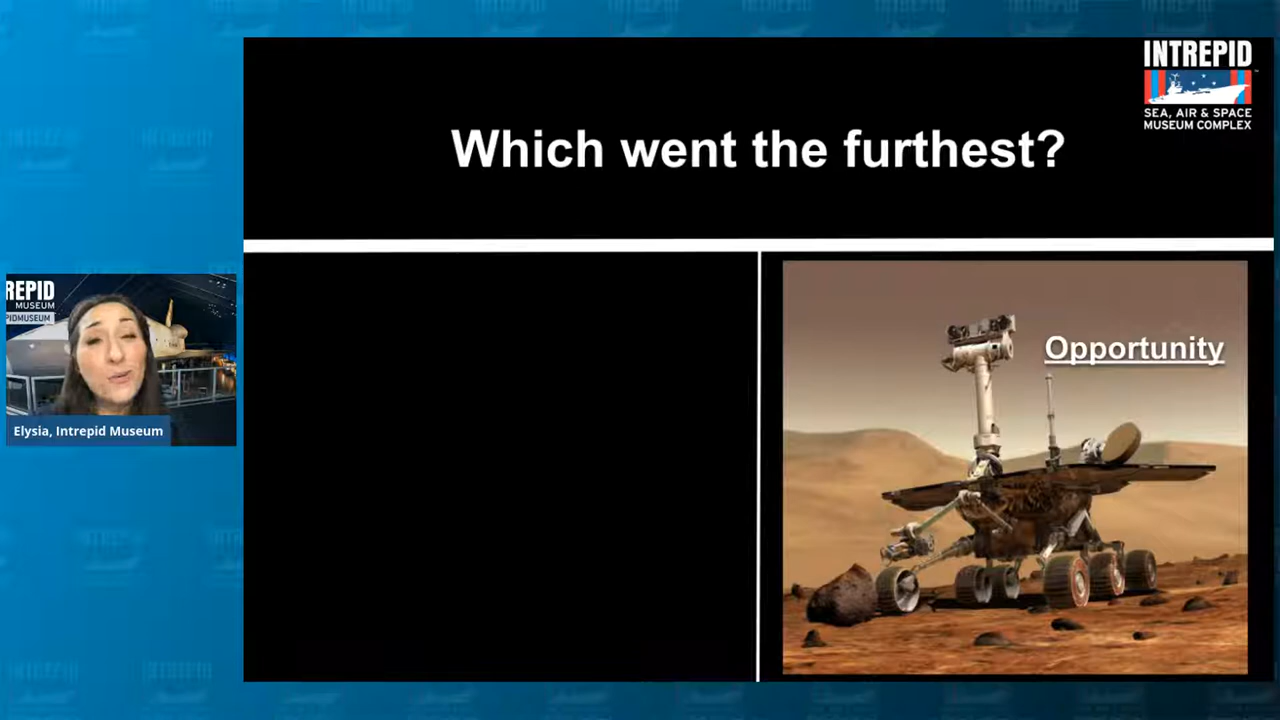 INTREPID
SEA, AIR & SPACE
MUSEUM COMPLEX
Which went the furthest?
REPID
MUSEUM
PIDMUSEUM
Opportunity
Elysia, Intrepid Museum